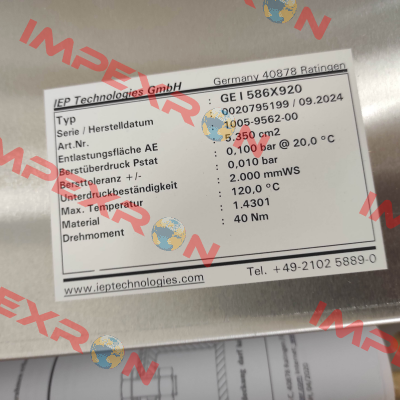 IEP Technologies GmbH Germany 40878 Ratingen
Typ : GE I 586X920
Serie / Herstelldatum : 0020795199 / 09.2024
Art.Nr. : 1005-9562-00
Entlastungsfläche AE : 5.350 cm2
Berstüberdruck Pstat : 0,100 bar @ 20,0 °C
Bersttoleranz +/- : 0,010 bar
Unterdruckbeständigkeit : 2.000 mmWS
Max. Temperatur : 120,0 °C
Material : 1.4301
Drehmoment : 40 Nm
www.ieptechnologies.com Tel. +49-2102 5889-0
IMPEXRON
IMPEXRON
IMPEXRON